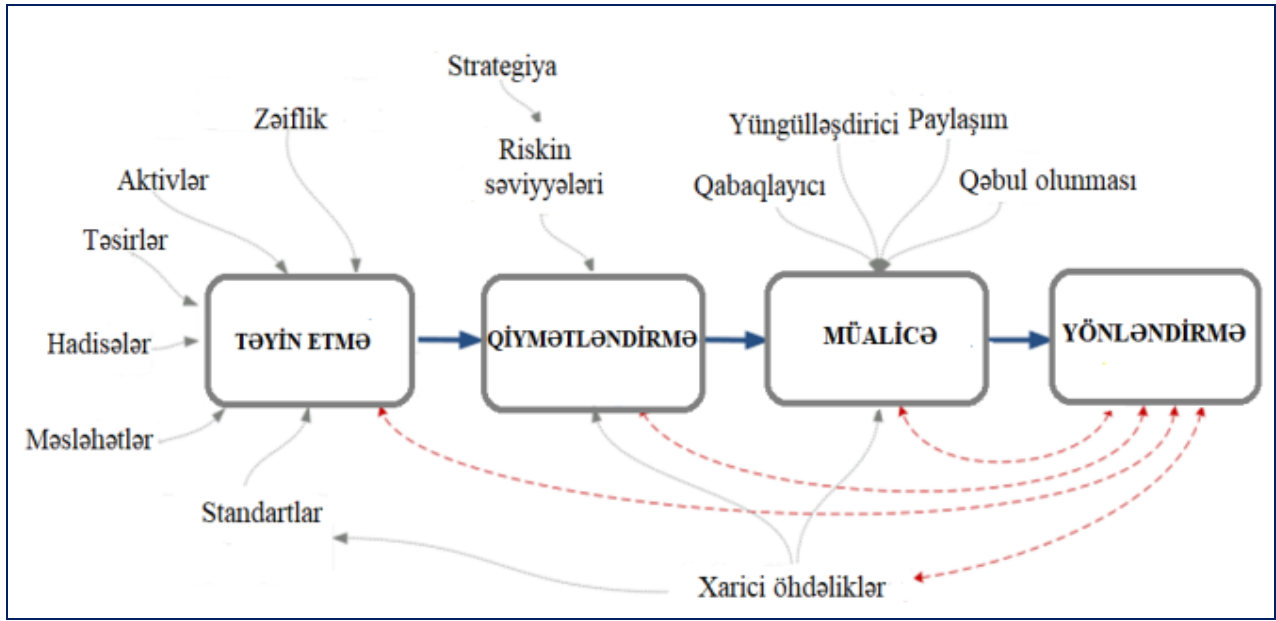 Strategiya
Zəiflik
Yüngülləşdirici
Paylaşım
Riskin
səviyyələri
Aktivlər
Qabaqlayıcı
Qəbul olunması
Təsirlər
Hadisələr
TƏYİN ETMƏ
QİYMƏTLƏNDİRMƏ
MÜALİCƏ
YÖNLƏNDİRMƏ
Məsləhətlər
Standartlar
Xarici öhdəliklər